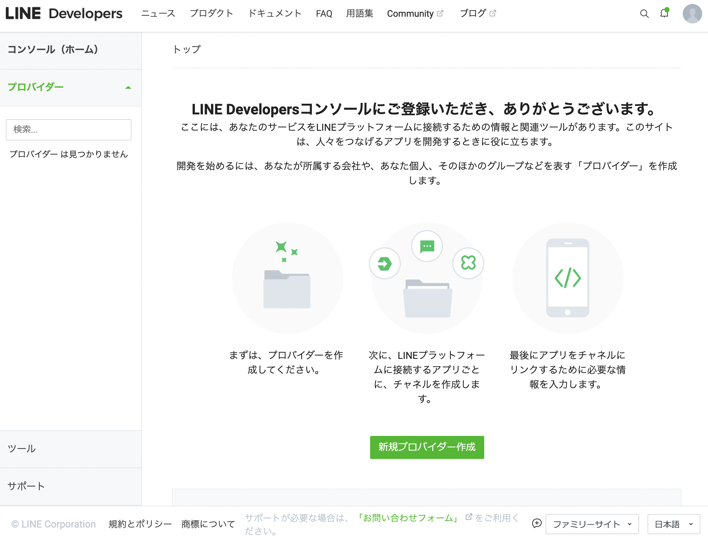 LINE Developers
ニュース プロダクト ドキュメント FAQ 用語集 Community ブログ
コンソール（ホーム）
トップ
プロバイダー
検索...
プロバイダー は見つかりません
LINE Developersコンソールにご登録いただき、ありがとうございます。
ここには、あなたのサービスをLINEプラットフォームに接続するための情報と関連ツールがあります。このサイト
は、人々をつなげるアプリを開発するときに役に立ちます。
開発を始めるには、あなたが所属する会社や、あなた個人、そのほかのグループなどを表す「プロバイダー」を作成
します。
まずは、プロバイダーを作
成してください。
次に、LINEプラットフォー
ムに接続するアプリごと
に、チャネルを作成しま
す。
最後にアプリをチャネルに
リンクするために必要な情
報を入力します。
新規プロバイダー作成
ツール
サポート
© LINE Corporation 規約とポリシー 商標について
サポートが必要な場合は、「お問い合わせフォーム」 をご利用く
ださい。
ファミリーサイト
日本語